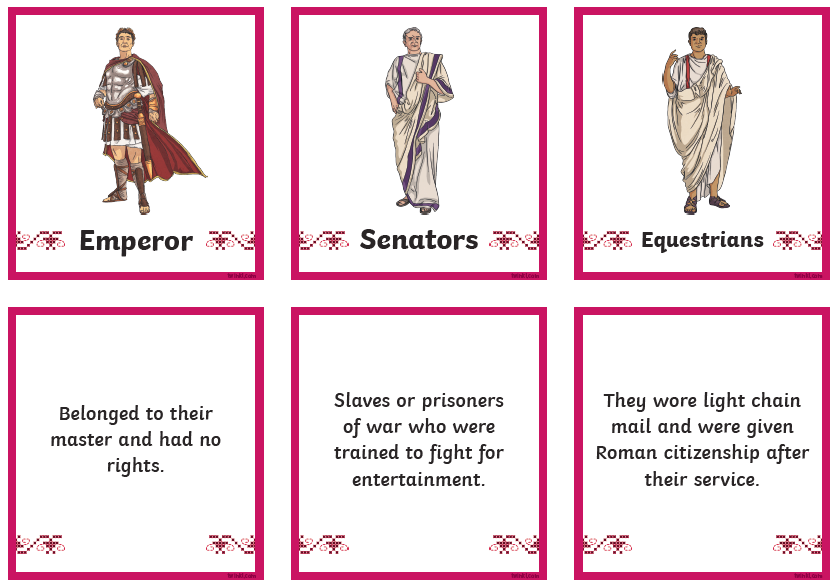 Emperor
Senators
Equestrians
twinkl.com
twinkl.com
twinkl.com
Belonged to their
master and had no
rights.
Slaves or prisoners
of war who were
trained to fight for
entertainment.
They wore light chain
mail and were given
Roman citizenship after
their service.
twinkl.com
twinkl.com
twinkl.com